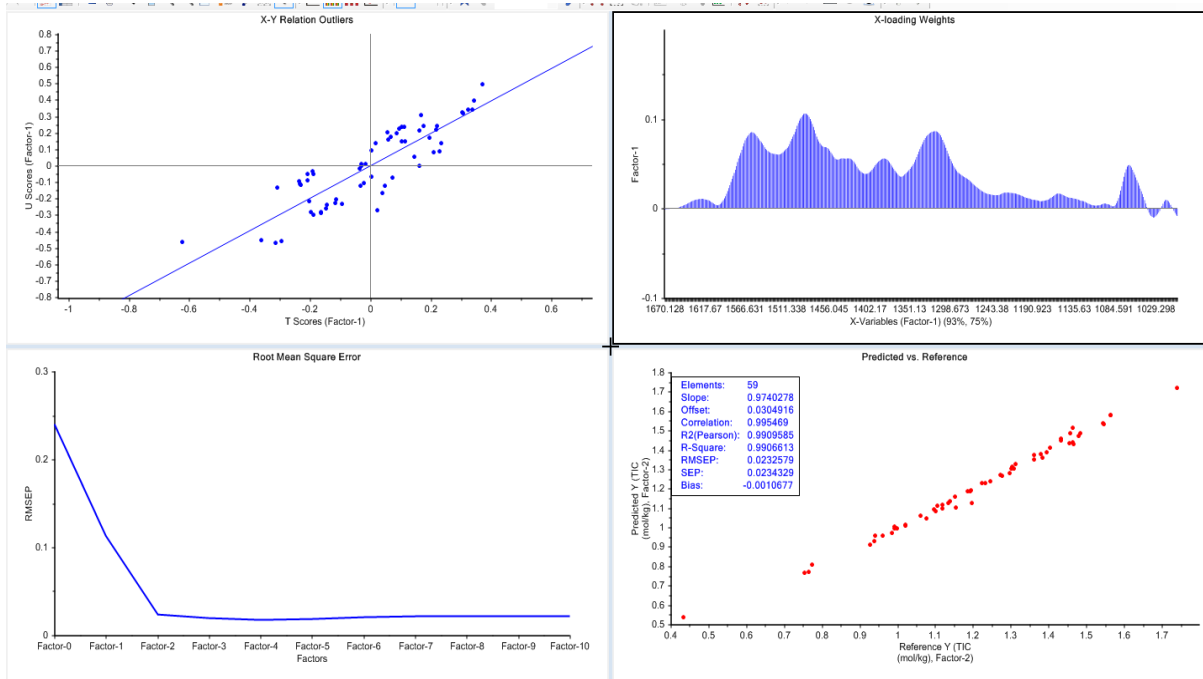 X-Y Relation Outliers
0.8
0.7
0.6
0.5
0.4
0.3
0.2
0.1
0
-0.1
-0.2
-0.3
-0.4
-0.5
-0.6
-0.7
-0.8
U Scores (Factor-1)
-1 -0.8 -0.6 -0.4 -0.2 0 0.2 0.4 0.6
T Scores (Factor-1)
X-loading Weights
0.1
0
-0.1
Factor-1
1670.128 1617.67 1566.631 1511.338 1456.045 1402.17 1351.13 1298.673 1243.38 1190.923 1135.63 1084.591 1029.298
X-Variables (Factor-1) (93%, 75%)
Root Mean Square Error
0.3
0.2
0.1
0
RMSEP
Factor-0 Factor-1 Factor-2 Factor-3 Factor-4 Factor-5 Factor-6 Factor-7 Factor-8 Factor-9 Factor-10
Factors
Predicted vs. Reference
Elements: 59
Slope: 0.9740278
Offset: 0.0304916
Correlation: 0.995469
R2(Pearson): 0.9909585
R-Square: 0.9906613
RMSEP: 0.0232579
SEP: 0.0234329
Bias: -0.0010677
1.8
1.7
1.6
1.5
1.4
1.3
1.2
1.1
1
0.9
0.8
0.7
0.6
0.5
Predicted Y (TIC
(mol/kg), Factor-2)
0.4 0.5 0.6 0.7 0.8 0.9 1 1.1 1.2 1.3 1.4 1.5 1.6 1.7
Reference Y (TIC
(mol/kg), Factor-2)